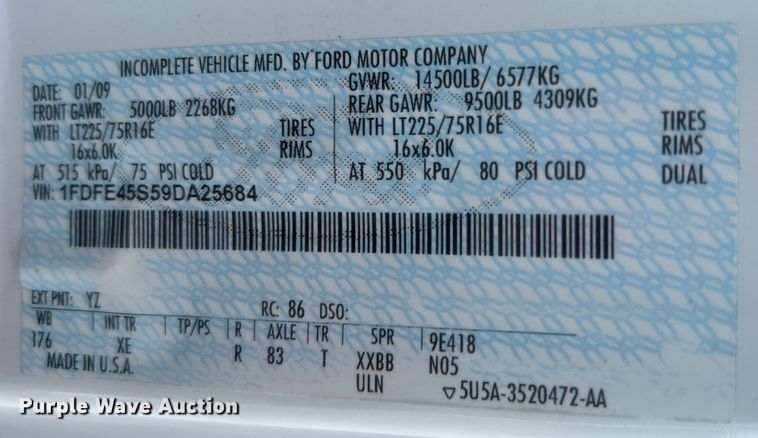 INCOMPLETE VEHICLE MFD. BY FORD MOTOR COMPANY
DATE: 01/09 GVWR: 14500LB/ 6577KG
FRONT GAWR: 5000LB 2268KG REAR GAWR: 9500LB 4309KG
WITH LT225/75R16E TIRES WITH LT225/75R16E TIRES
16x6.0K RIMS 16x6.0K RIMS
AT 515 kPa/ 75 PSI COLD AT 550 kPa/ 80 PSI COLD DUAL
VIN: 1FDFE45S59DA25684
EXT PNT: YZ RC: 86 DSO:
WB INT TR TP/PS R AXLE TR SPR 9E418
176 XE R 83 T XXBB N05
MADE IN U.S.A. ULN ▽5U5A-3520472-AA
Purple Wave Auction